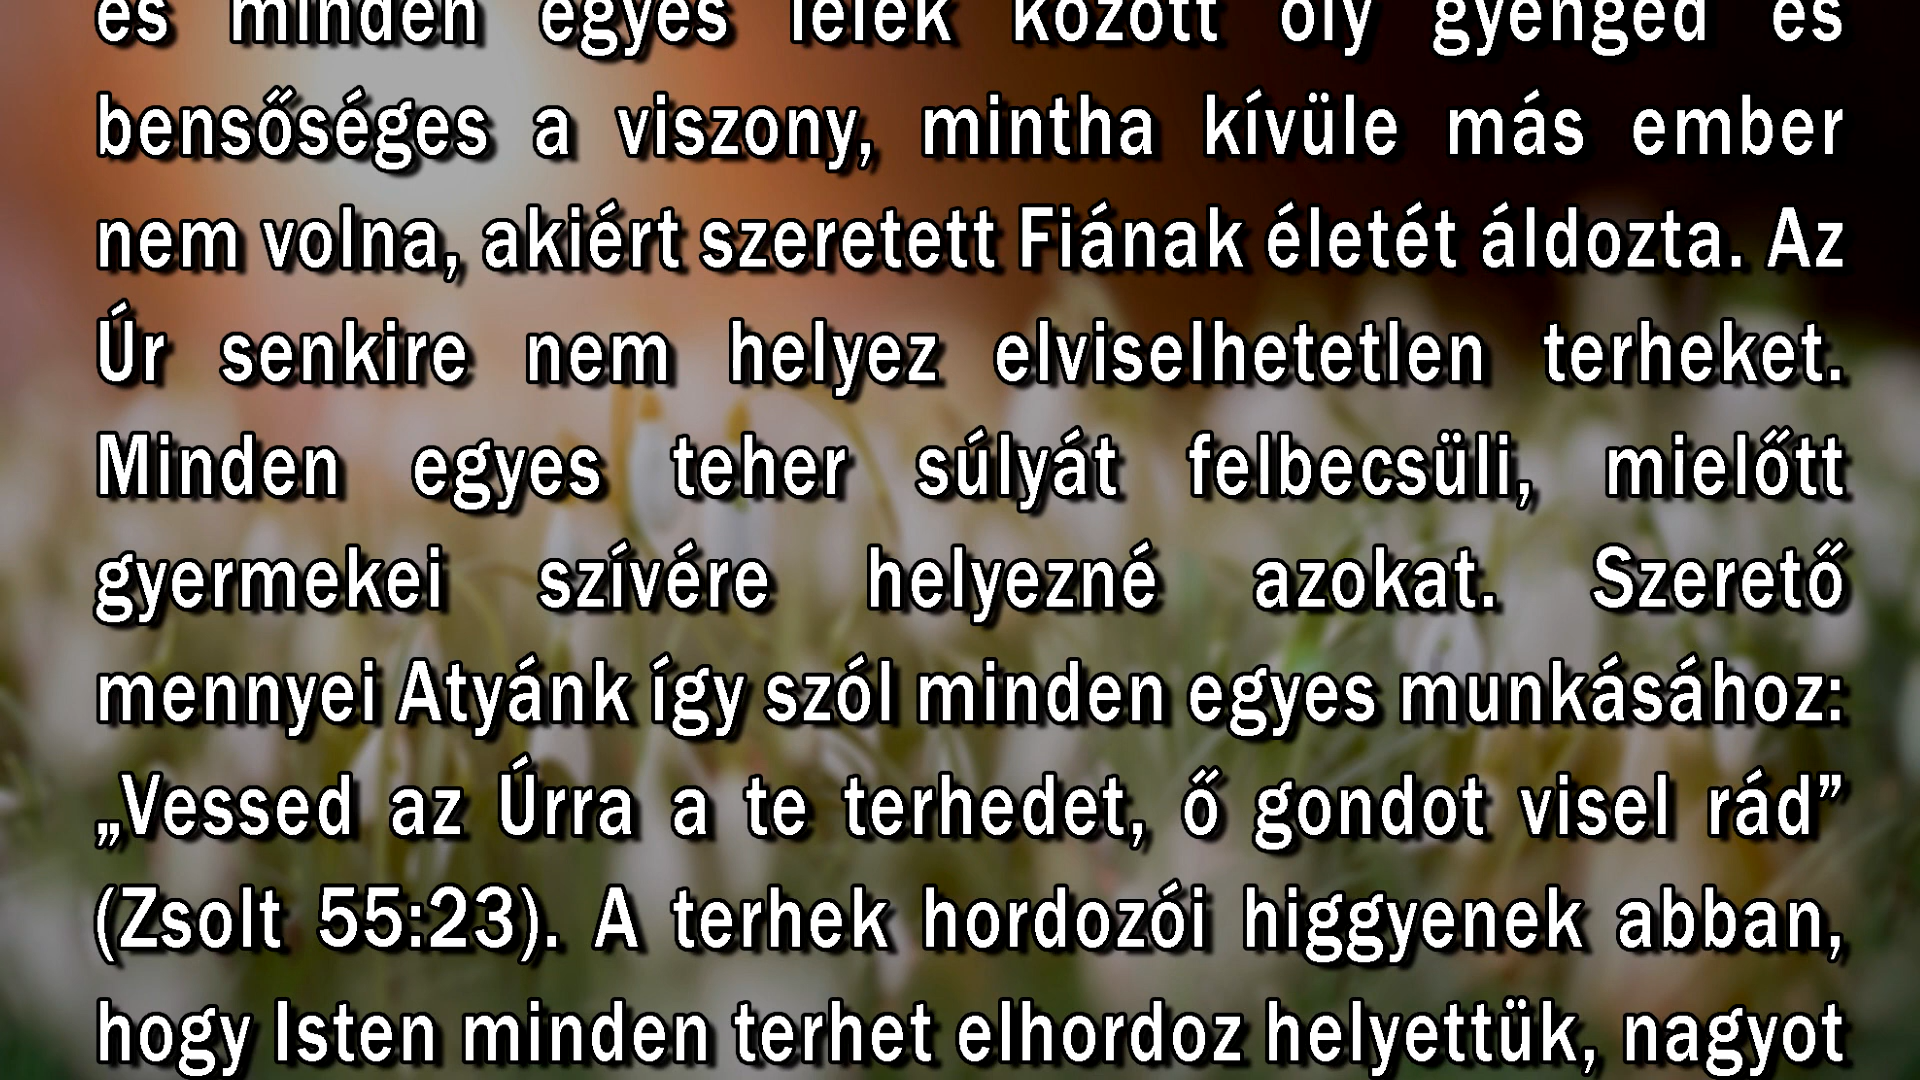 és minden egyes lélek között oly gyengéd és
bensőséges a viszony, mintha kívüle más ember
nem volna, akiért szeretett Fiának életét áldozta. Az
Úr senkire nem helyez elviselhetetlen terheket.
Minden egyes teher súlyát felbecsüli, mielőtt
gyermekei szívére helyezné azokat. Szerető
mennyei Atyánk így szól minden egyes munkásához:
„Vessed az Úrra a te terhedet, ő gondot visel rád”
(Zsolt 55:23). A terhek hordozói higgyenek abban,
hogy Isten minden terhet elhordoz helyettük, nagyot